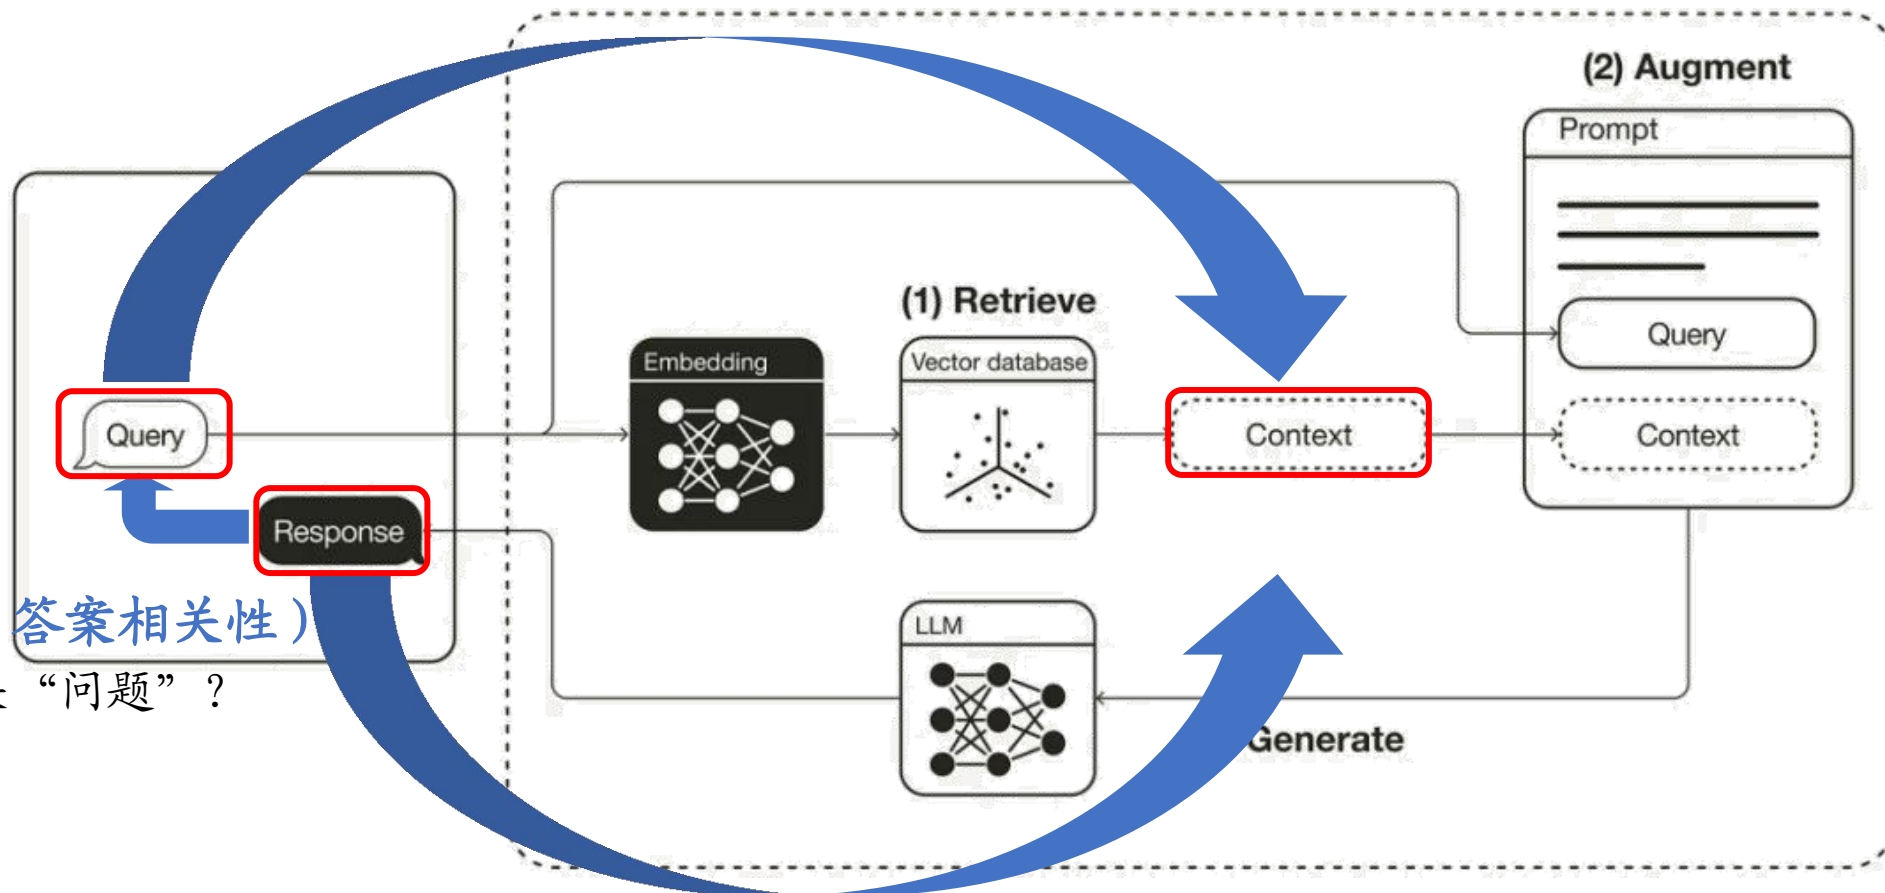 (2) Augment
Prompt
(1) Retrieve
Query
Embedding
Vector database
Query
Context
Context
Response
答案相关性）
“问题”？
LLM
Generate